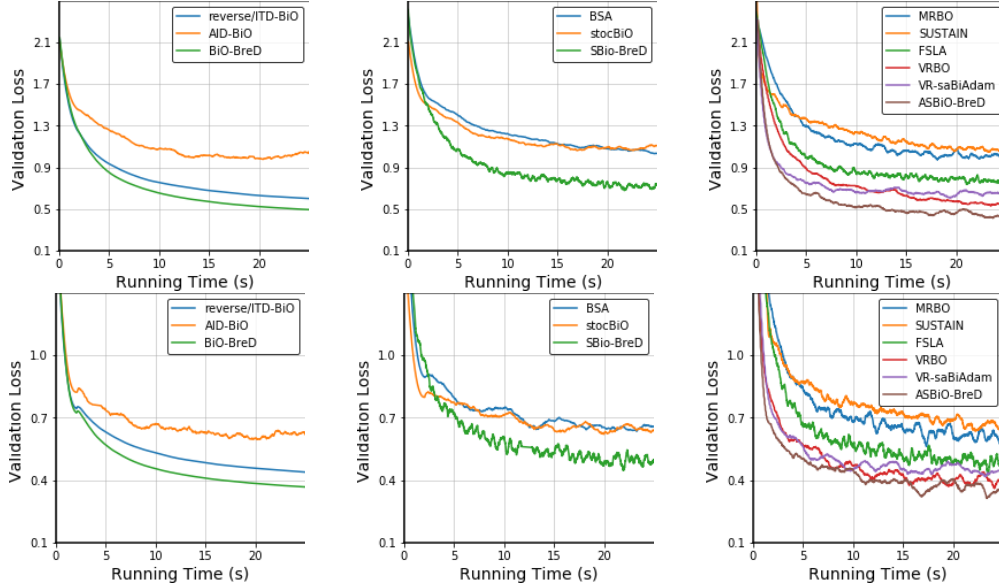 reverse/ITD-BiO
AID-BiO
BiO-BreD
Validation Loss
2.1
1.7
1.3
0.9
0.5
0.1
0 5 10 15 20
Running Time (s)
BSA
stocBiO
SBio-BreD
Validation Loss
2.1
1.7
1.3
0.9
0.5
0.1
0 5 10 15 20
Running Time (s)
MRBO
SUSTAIN
FSLA
VRBO
VR-saBiAdam
ASBiO-BreD
Validation Loss
2.1
1.7
1.3
0.9
0.5
0.1
0 5 10 15 20
Running Time (s)
reverse/ITD-BiO
AID-BiO
BiO-BreD
Validation Loss
1.0
0.7
0.4
0.1
0 5 10 15 20
Running Time (s)
BSA
stocBiO
SBio-BreD
Validation Loss
1.0
0.7
0.4
0.1
0 5 10 15 20
Running Time (s)
MRBO
SUSTAIN
FSLA
VRBO
VR-saBiAdam
ASBiO-BreD
Validation Loss
1.0
0.7
0.4
0.1
0 5 10 15 20
Running Time (s)